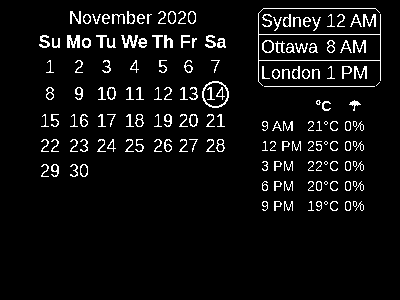 November 2020
Su Mo Tu We Th Fr Sa
1 2 3 4 5 6 7
8 9 10 11 12 13 14
15 16 17 18 19 20 21
22 23 24 25 26 27 28
29 30
Sydney 12 AM
Ottawa 8 AM
London 1 PM
°C ☂
9 AM 21°C 0%
12 PM 25°C 0%
3 PM 22°C 0%
6 PM 20°C 0%
9 PM 19°C 0%